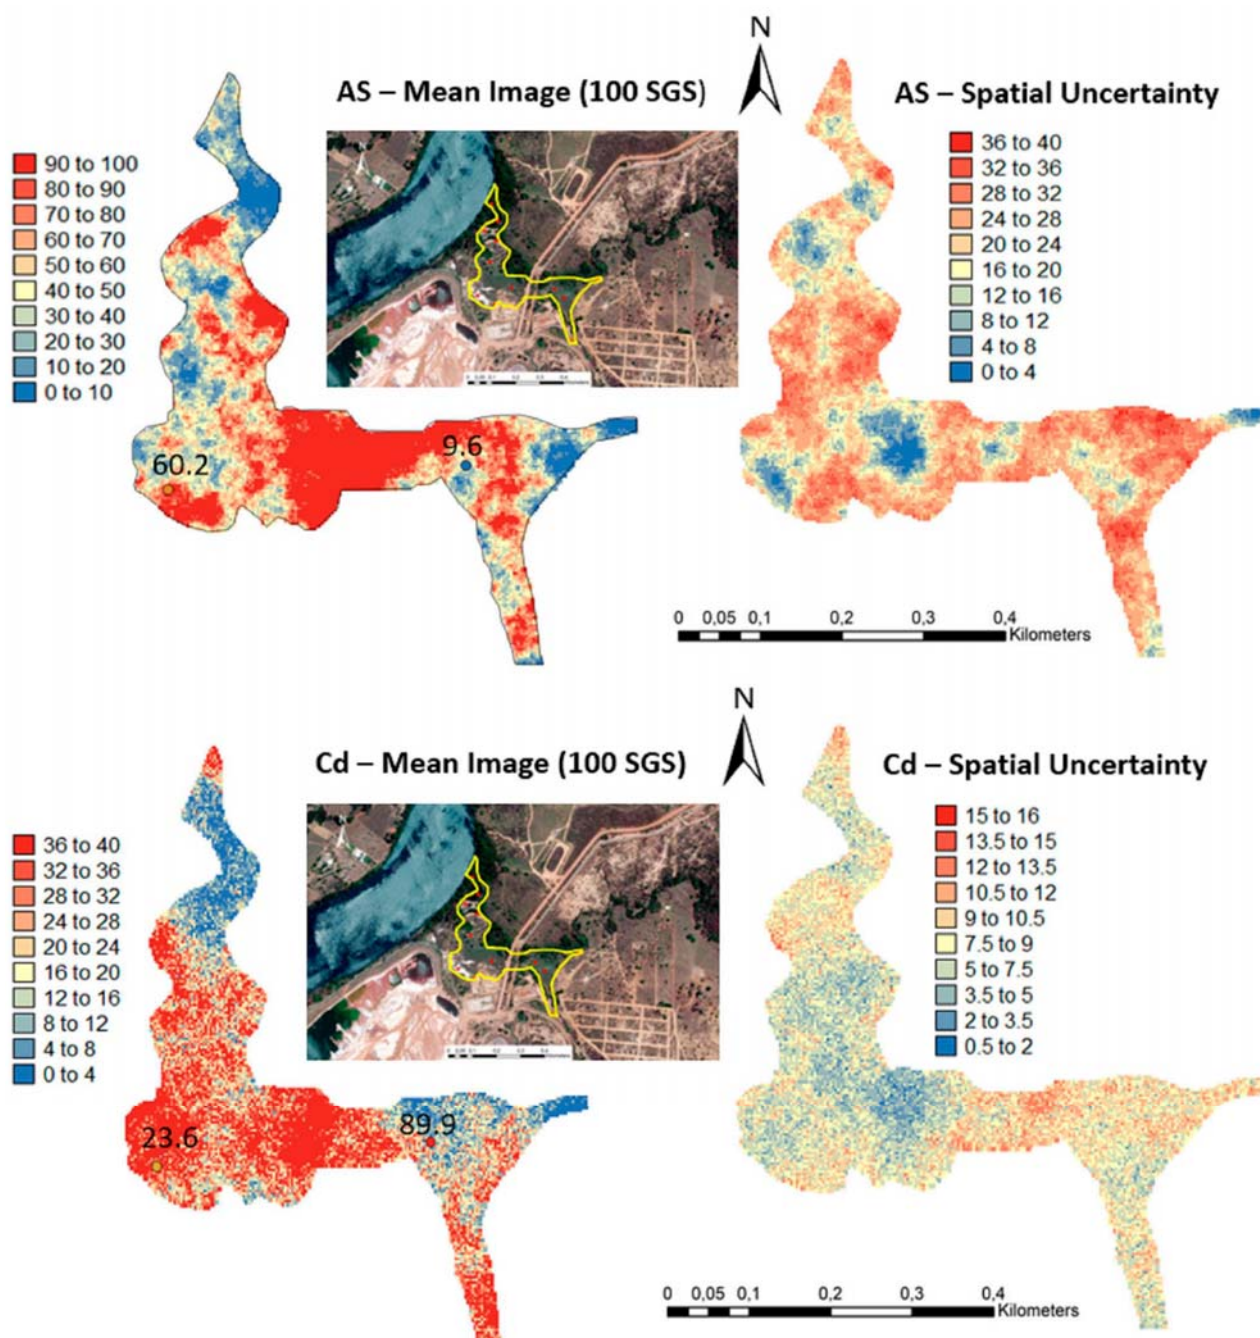 N
AS – Mean Image (100 SGS)
AS – Spatial Uncertainty
90 to 100
80 to 90
70 to 80
60 to 70
50 to 60
40 to 50
30 to 40
20 to 30
10 to 20
0 to 10
36 to 40
32 to 36
28 to 32
24 to 28
20 to 24
16 to 20
12 to 16
8 to 12
4 to 8
0 to 4
60.2
9.6
0 0,05 0,1 0,2 0,3 0,4
Kilometers
N
Cd – Mean Image (100 SGS)
Cd – Spatial Uncertainty
36 to 40
32 to 36
28 to 32
24 to 28
20 to 24
16 to 20
12 to 16
8 to 12
4 to 8
0 to 4
15 to 16
13.5 to 15
12 to 13.5
10.5 to 12
9 to 10.5
7.5 to 9
5 to 7.5
3.5 to 5
2 to 3.5
0.5 to 2
23.6
89.9
0 0,05 0,1 0,2 0,3 0,4
Kilometers